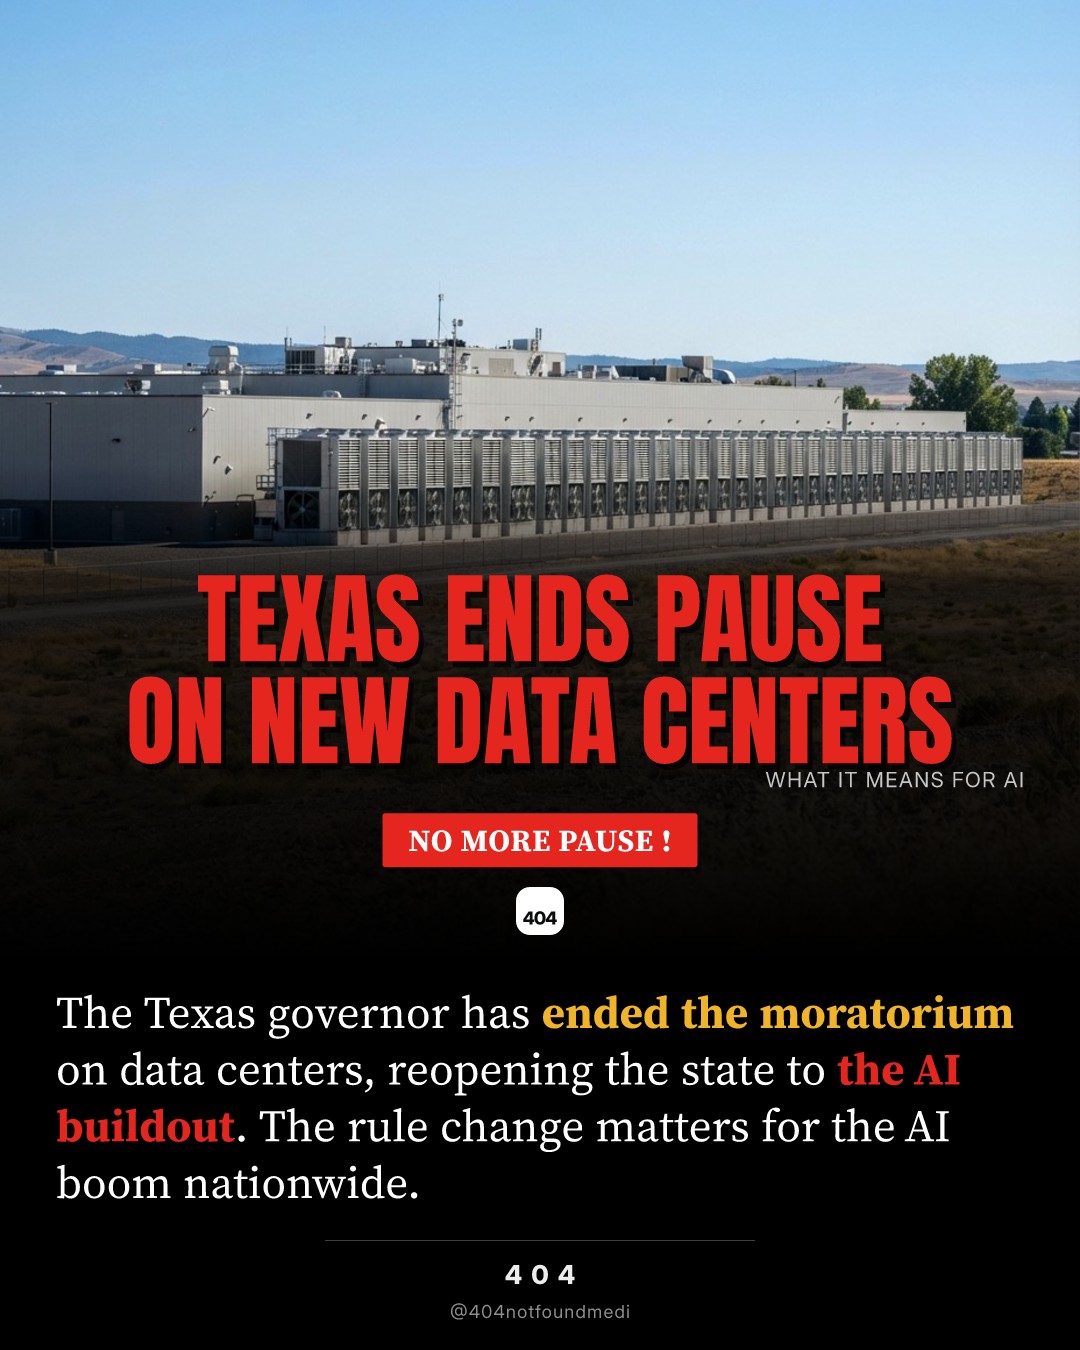 TEXAS ENDS PAUSE
ON NEW DATA CENTERS
WHAT IT MEANS FOR AI
NO MORE PAUSE !
404
The Texas governor has ended the moratorium
on data centers, reopening the state to the AI
buildout. The rule change matters for the AI
boom nationwide.
404
@404notfoundmedi